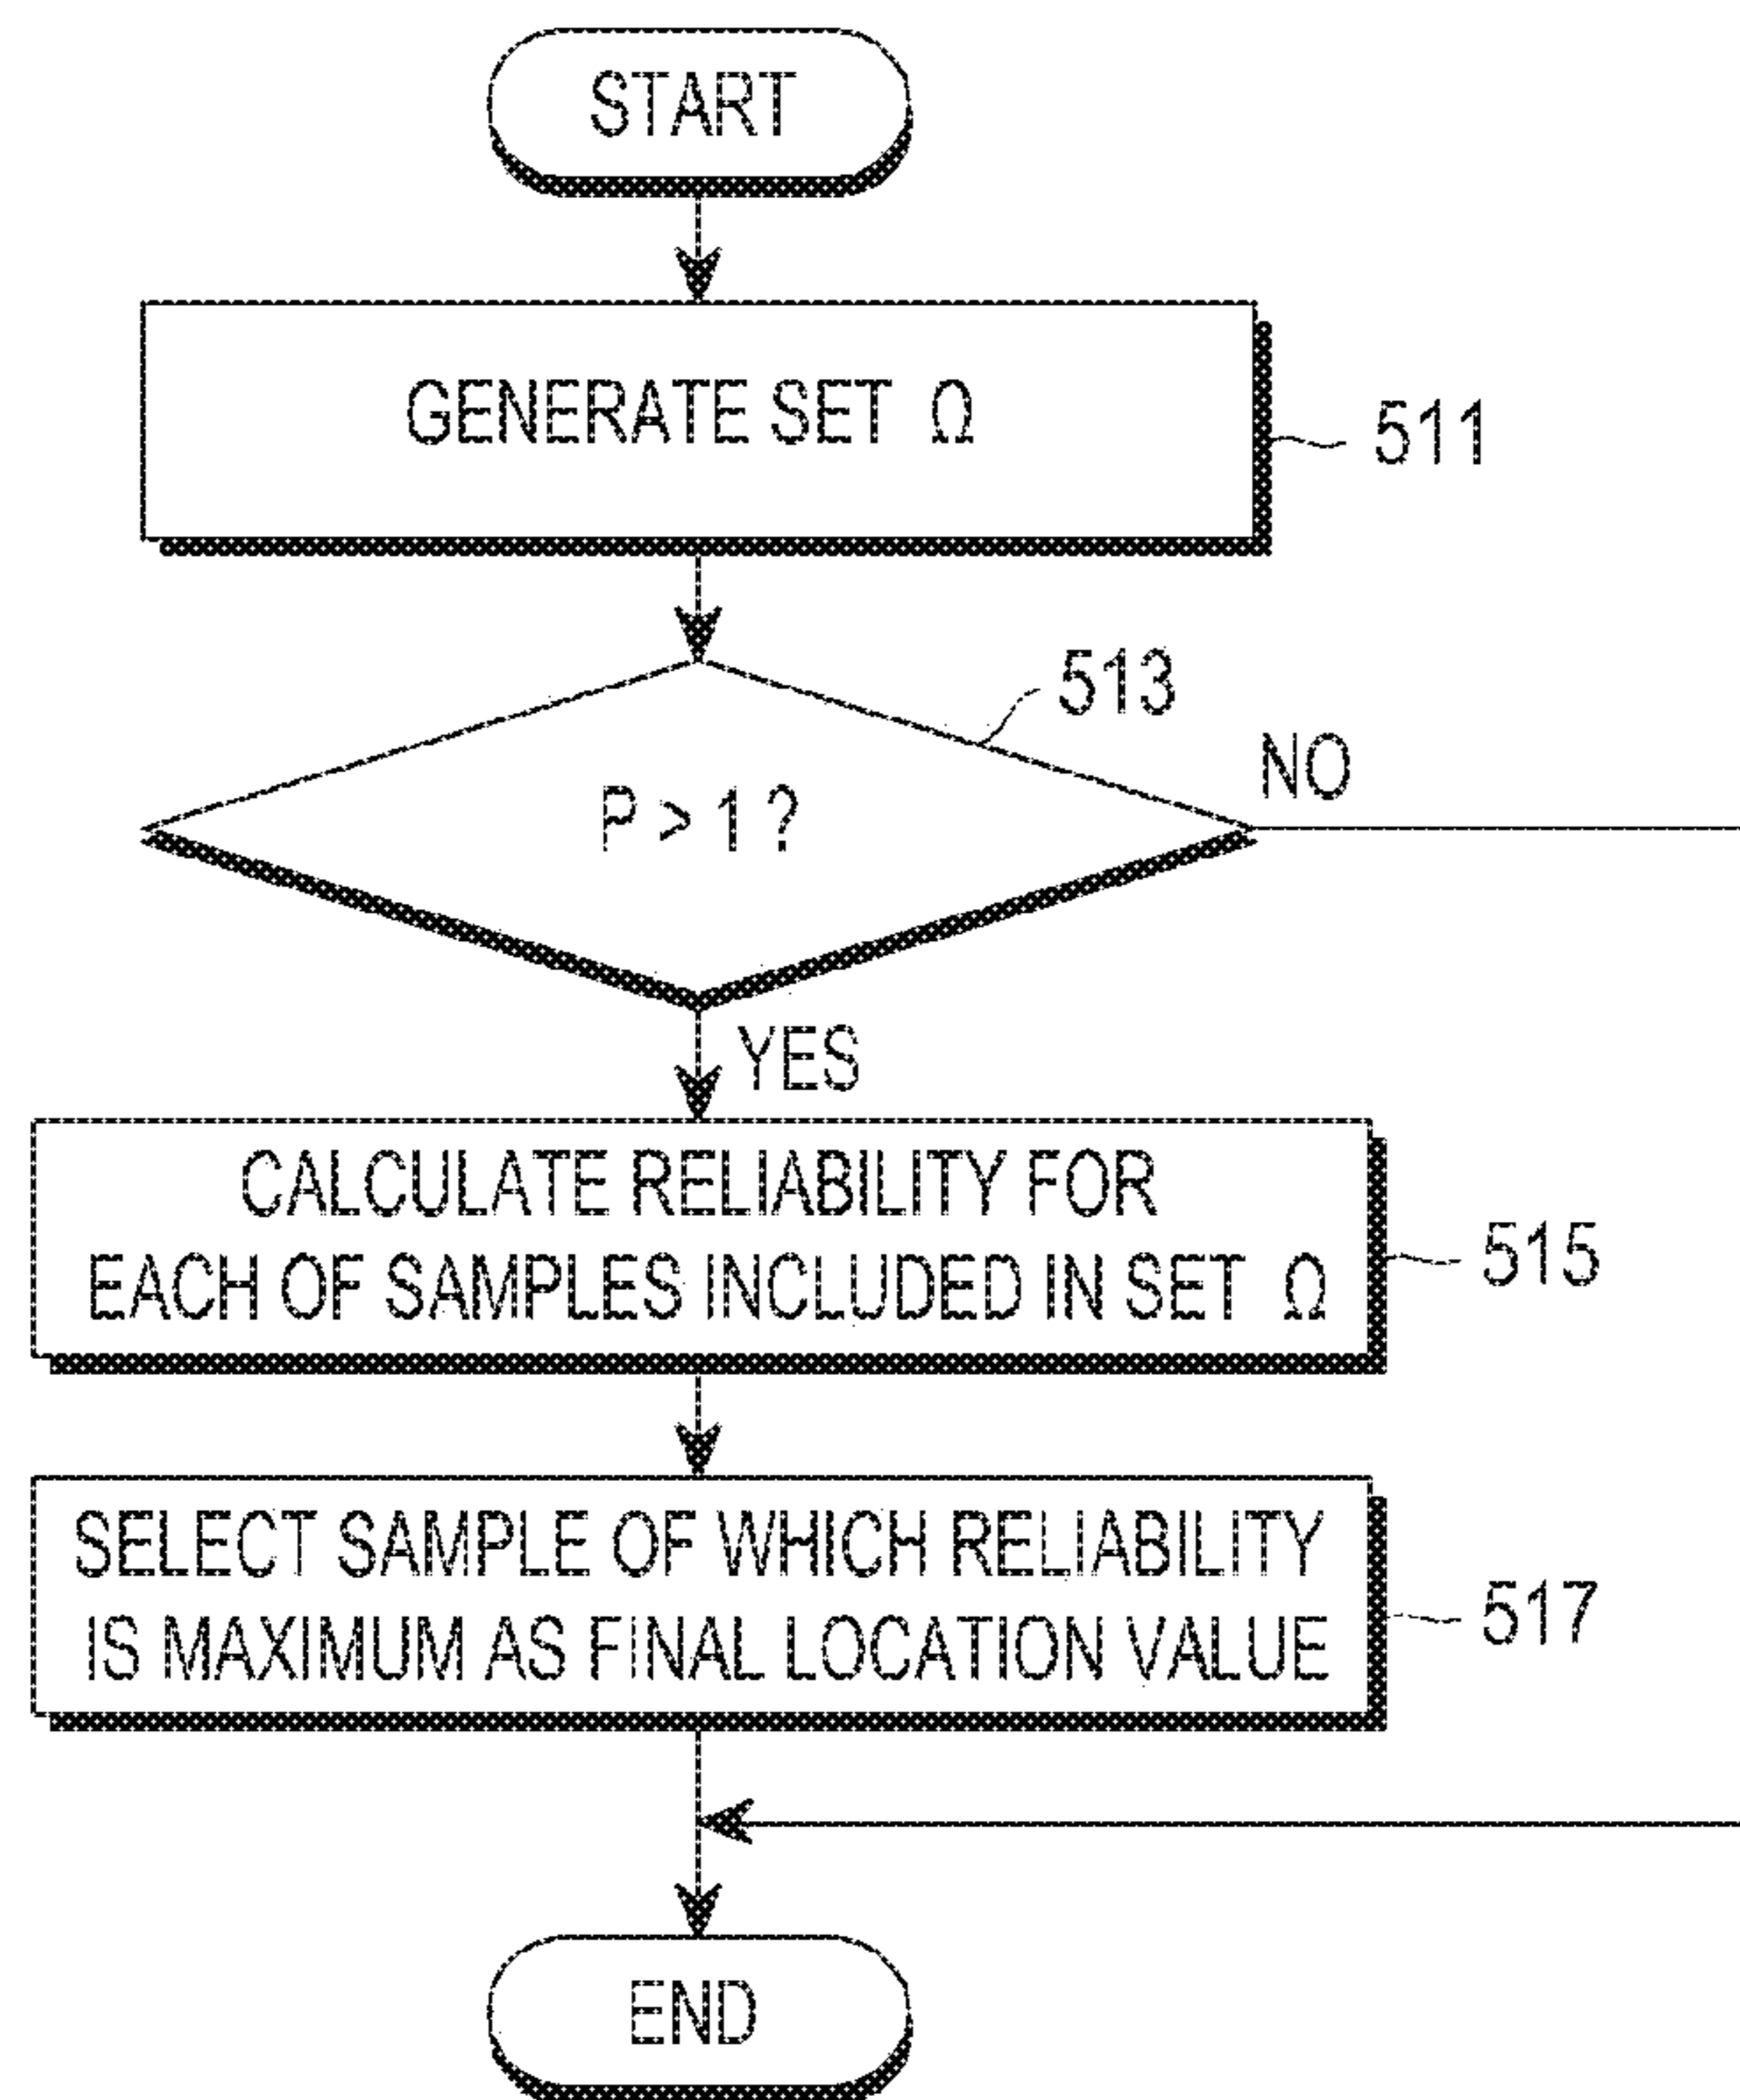 START
GENERATE SET Ω
511
513
P > 1 ?
NO
YES
CALCULATE RELIABILITY FOR
EACH OF SAMPLES INCLUDED IN SET Ω
515
SELECT SAMPLE OF WHICH RELIABILITY
IS MAXIMUM AS FINAL LOCATION VALUE
517
END